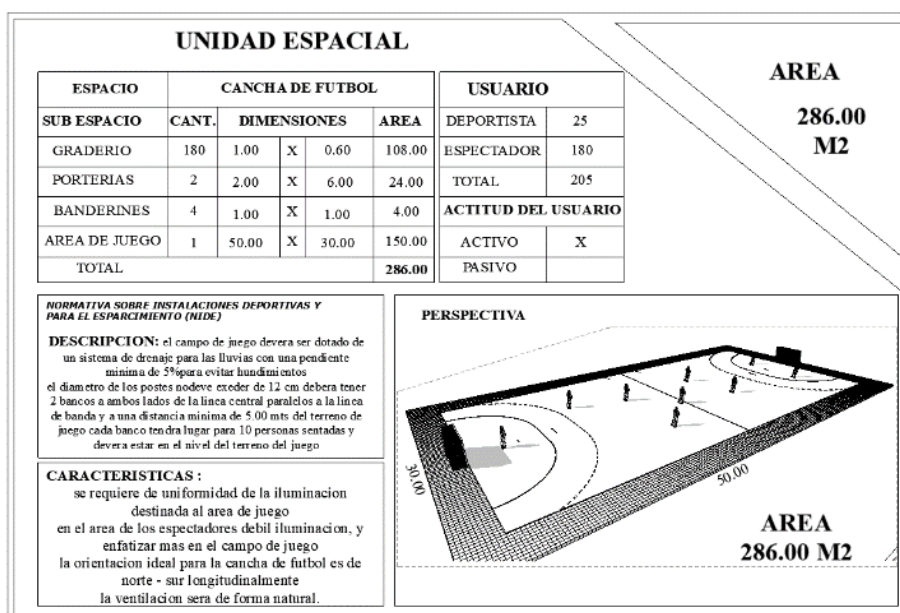 UNIDAD ESPACIAL
AREA
286.00
M2
ESPACIO CANCHA DE FUTBOL
SUB ESPACIO CANT. DIMENSIONES AREA
GRADERIO 180 1.00 X 0.60 108.00
PORTERIAS 2 2.00 X 6.00 24.00
BANDERINES 4 1.00 X 1.00 4.00
AREA DE JUEGO 1 50.00 X 30.00 150.00
TOTAL 286.00
USUARIO
DEPORTISTA 25
ESPECTADOR 180
TOTAL 205
ACTITUD DEL USUARIO
ACTIVO X
PASIVO
NORMATIVA SOBRE INSTALACIONES DEPORTIVAS Y
PARA EL ESPARCIMIENTO (NIDE)
DESCRIPCION: el campo de juego devera ser dotado de
un sistema de drenaje para las lluvias con una pendiente
minima de 5%para evitar hundimientos
el diametro de los postes nodeve exeder de 12 cm debera tener
2 bancos a ambos lados de la linea central paralelos a la linea
de banda y a una distancia minima de 5.00 mts del terreno de
juego cada banco tendra lugar para 10 personas sentadas y
devera estar en el nivel del terreno del juego
CARACTERISTICAS :
se requiere de uniformidad de la iluminacion
destinada al area de juego
en el area de los espectadores debil iluminacion, y
enfatizar mas en el campo de juego
la orientacion ideal para la cancha de futbol es de
norte - sur longitudinalmente
la ventilacion sera de forma natural.
PERSPECTIVA
30.00
50.00
AREA
286.00 M2